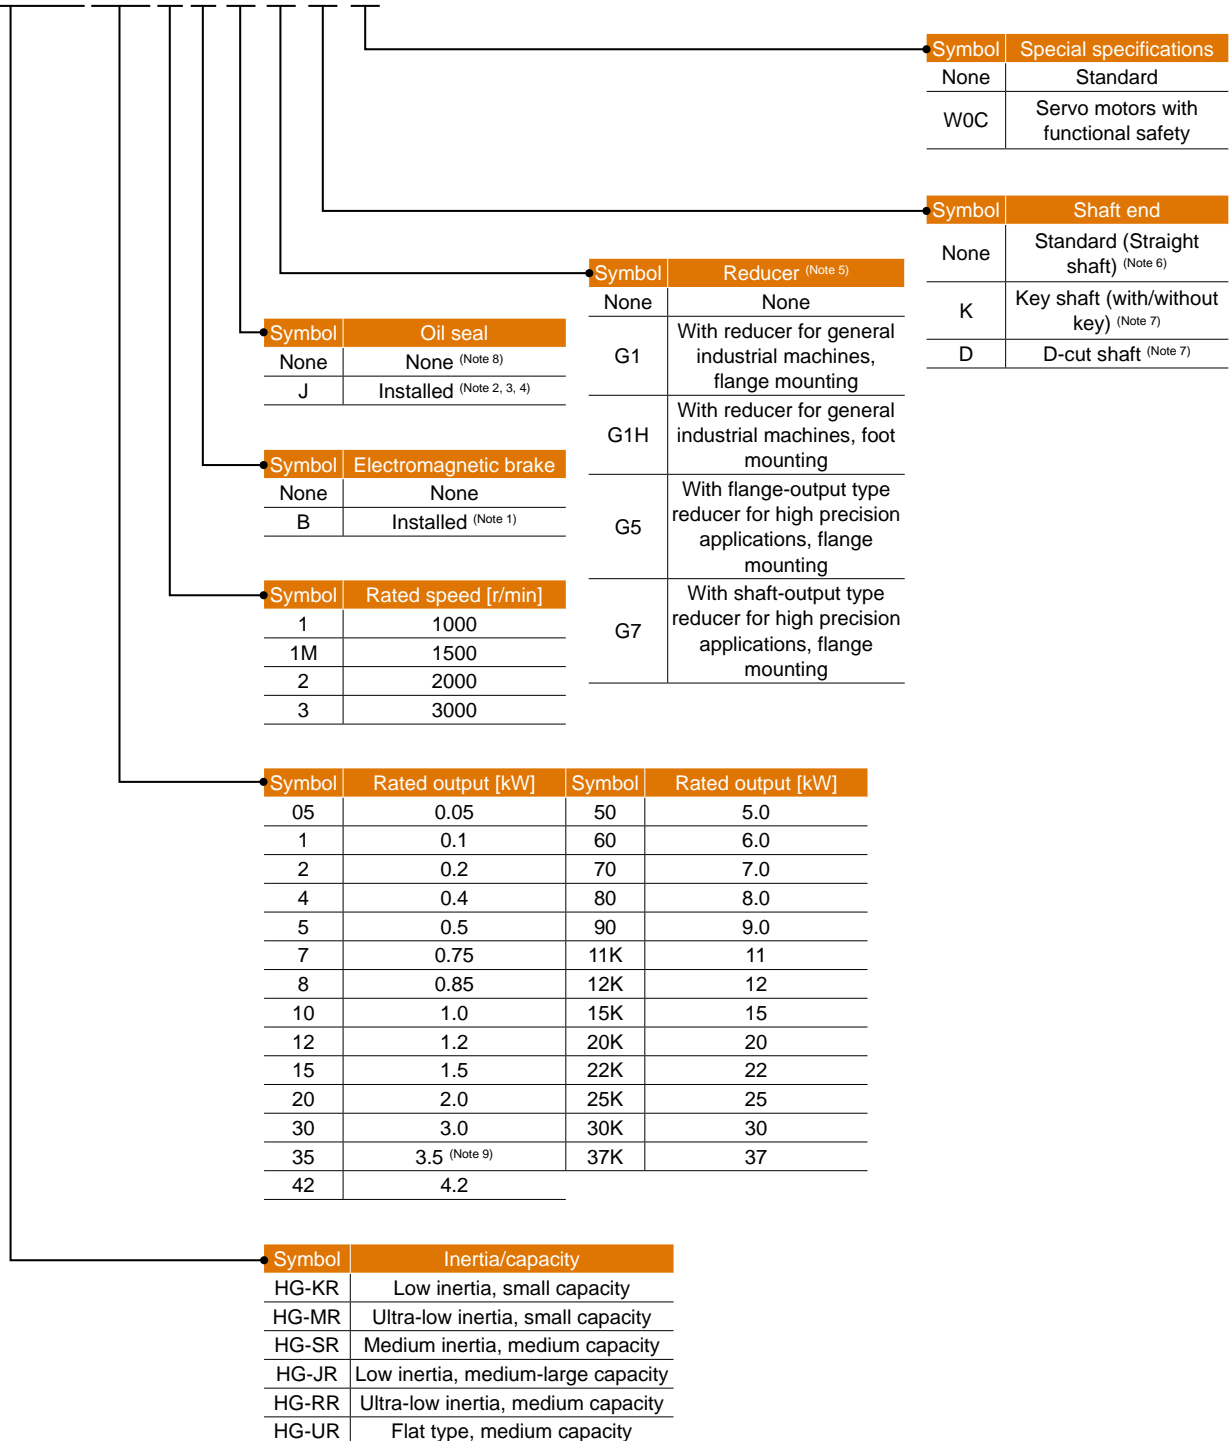 Symbol Special specifications
None Standard
W0C Servo motors with
functional safety
Symbol Shaft end
None Standard (Straight
shaft) (Note 6)
K Key shaft (with/without
key) (Note 7)
D D-cut shaft (Note 7)
Symbol Reducer (Note 5)
None None
G1 With reducer for general
industrial machines,
flange mounting
G1H With reducer for general
industrial machines, foot
mounting
G5 With flange-output type
reducer for high precision
applications, flange
mounting
G7 With shaft-output type
reducer for high precision
applications, flange
mounting
Symbol Oil seal
None None (Note 8)
J Installed (Note 2, 3, 4)
Symbol Electromagnetic brake
None None
B Installed (Note 1)
Symbol Rated speed [r/min]
1 1000
1M 1500
2 2000
3 3000
Symbol Rated output [kW] Symbol Rated output [kW]
05 0.05 50 5.0
1 0.1 60 6.0
2 0.2 70 7.0
4 0.4 80 8.0
5 0.5 90 9.0
7 0.75 11K 11
8 0.85 12K 12
10 1.0 15K 15
12 1.2 20K 20
15 1.5 22K 22
20 2.0 25K 25
30 3.0 30K 30
35 3.5 (Note 9) 37K 37
42 4.2
Symbol Inertia/capacity
HG-KR Low inertia, small capacity
HG-MR Ultra-low inertia, small capacity
HG-SR Medium inertia, medium capacity
HG-JR Low inertia, medium-large capacity
HG-RR Ultra-low inertia, medium capacity
HG-UR Flat type, medium capacity